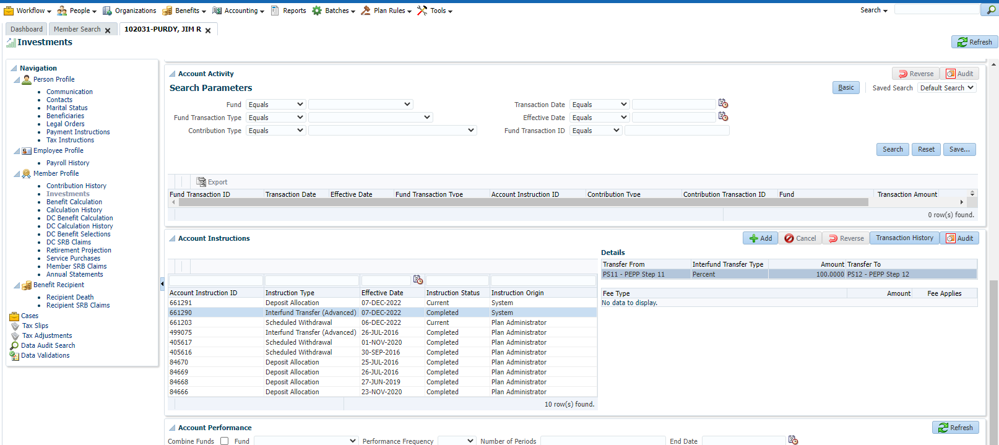 Workflow People Organizations Benefits Accounting Reports Batches Plan Rules Tools Search
Dashboard Member Search 102031-PURDY, JIM R
Investments Refresh
Navigation
Person Profile
Communication
Contacts
Marital Status
Beneficiaries
Legal Orders
Payment Instructions
Tax Instructions
Employee Profile
Payroll History
Member Profile
Contribution History
Investments
Benefit Calculation
Calculation History
DC Benefit Calculation
DC Calculation History
DC Benefit Selections
DC SRB Claims
Retirement Projection
Service Purchases
Member SRB Claims
Annual Statements
Benefit Recipient
Recipient Death
Recipient SRB Claims
Cases
Tax Slips
Tax Adjustments
Data Audit Search
Data Validations
Account Activity Reverse Audit
Search Parameters Basic Saved Search Default Search
Fund Equals Transaction Date Equals
Fund Transaction Type Equals Effective Date Equals
Contribution Type Equals Fund Transaction ID Equals
Search Reset Save...
Export
Fund Transaction ID Transaction Date Effective Date Fund Transaction Type Account Instruction ID Contribution Type Contribution Transaction ID Fund Transaction Amount
0 row(s) found.
Account Instructions Add Cancel Reverse Transaction History Audit
Account Instruction ID Instruction Type Effective Date Instruction Status Instruction Origin
661291 Deposit Allocation 07-DEC-2022 Current System
661290 Interfund Transfer (Advanced) 07-DEC-2022 Completed System
661203 Scheduled Withdrawal 06-DEC-2022 Current Plan Administrator
499075 Interfund Transfer (Advanced) 26-JUL-2016 Completed Plan Administrator
405617 Scheduled Withdrawal 01-NOV-2020 Completed Plan Administrator
405616 Scheduled Withdrawal 30-SEP-2016 Completed Plan Administrator
84670 Deposit Allocation 25-JUL-2016 Completed Plan Administrator
84669 Deposit Allocation 26-JUL-2016 Completed Plan Administrator
84668 Deposit Allocation 27-JUN-2019 Completed Plan Administrator
84666 Deposit Allocation 23-NOV-2020 Completed Plan Administrator
10 row(s) found.
Details
Transfer From Interfund Transfer Type Amount Transfer To
PS11 - PEPP Step 11 Percent 100.0000 PS12 - PEPP Step 12
Fee Type Amount Fee Applies
No data to display.
Account Performance Refresh
Combine Funds Fund Performance Frequency Number of Periods End Date